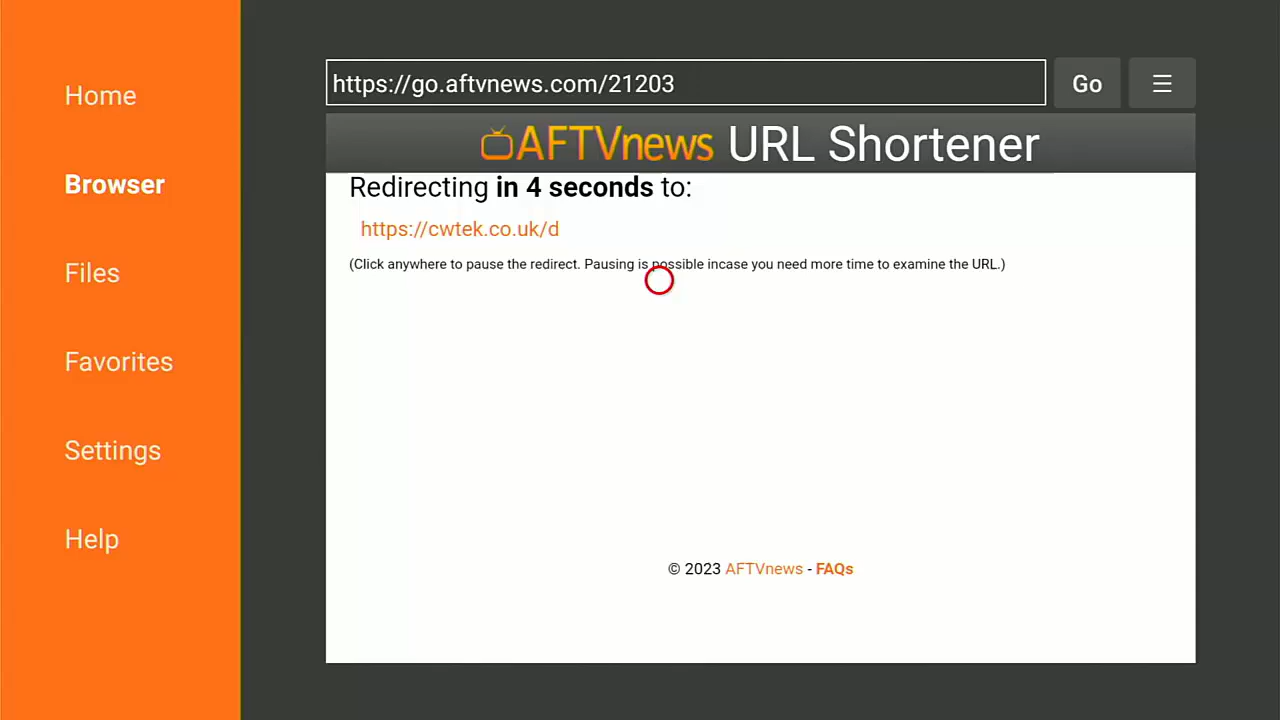 Home
Browser
Files
Favorites
Settings
Help
https://go.aftvnews.com/21203
Go
AFTVnews URL Shortener
Redirecting in 4 seconds to:
https://cwtek.co.uk/d
(Click anywhere to pause the redirect. Pausing is possible incase you need more time to examine the URL.)
© 2023 AFTVnews - FAQs